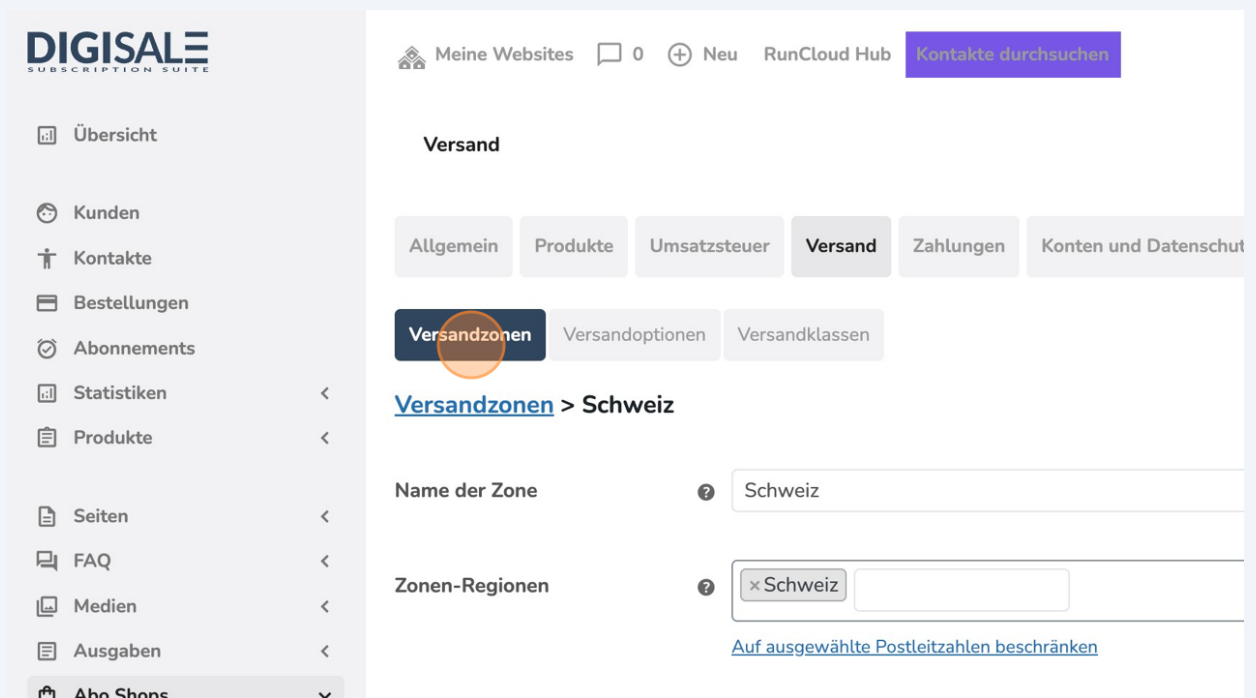 DIGISALE
SUBSCRIPTION SUITE
Übersicht
Kunden
Kontakte
Bestellungen
Abonnements
Statistiken
Produkte
Seiten
FAQ
Medien
Ausgaben
Abo Shops
Meine Websites 0 Neu RunCloud Hub Kontakte durchsuchen
Versand
Allgemein Produkte Umsatzsteuer Versand Zahlungen Konten und Datenschut
Versandzonen Versandoptionen Versandklassen
Versandzonen > Schweiz
Name der Zone ? Schweiz
Zonen-Regionen ? × Schweiz
Auf ausgewählte Postleitzahlen beschränken